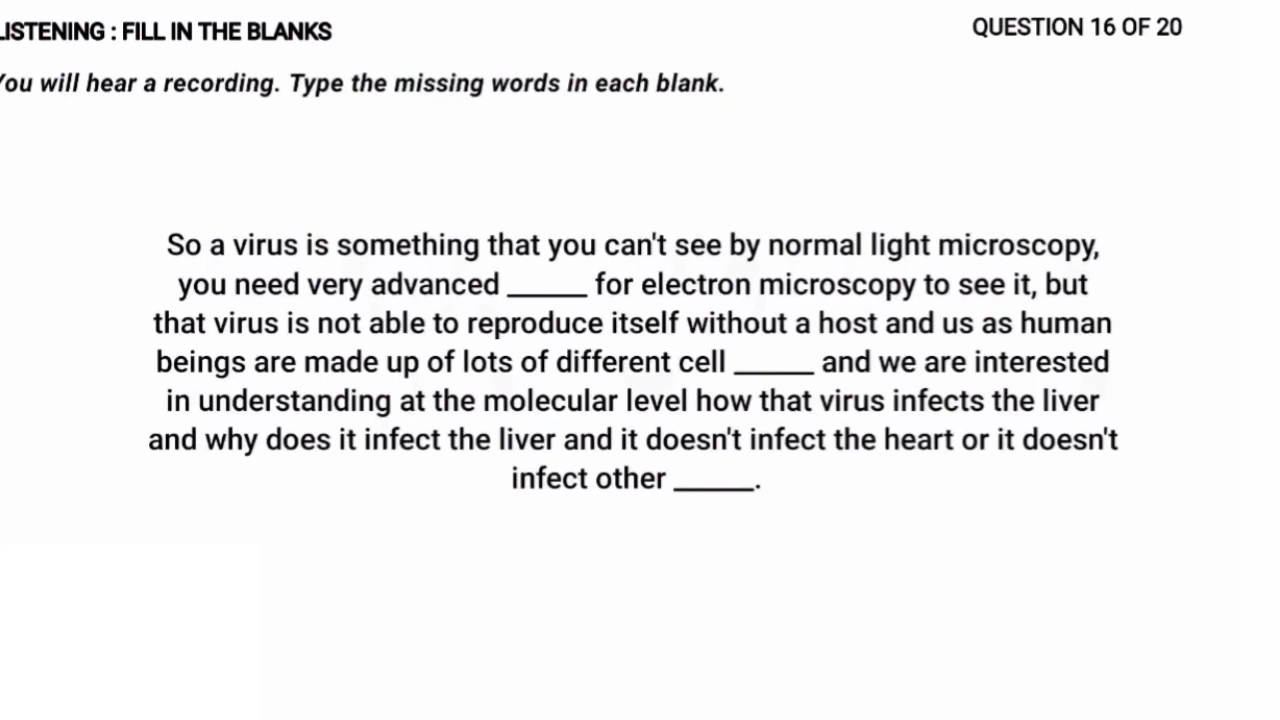 LISTENING : FILL IN THE BLANKS
QUESTION 16 OF 20
You will hear a recording. Type the missing words in each blank.
So a virus is something that you can't see by normal light microscopy,
you need very advanced _____ for electron microscopy to see it, but
that virus is not able to reproduce itself without a host and us as human
beings are made up of lots of different cell _____ and we are interested
in understanding at the molecular level how that virus infects the liver
and why does it infect the liver and it doesn't infect the heart or it doesn't
infect other _____.